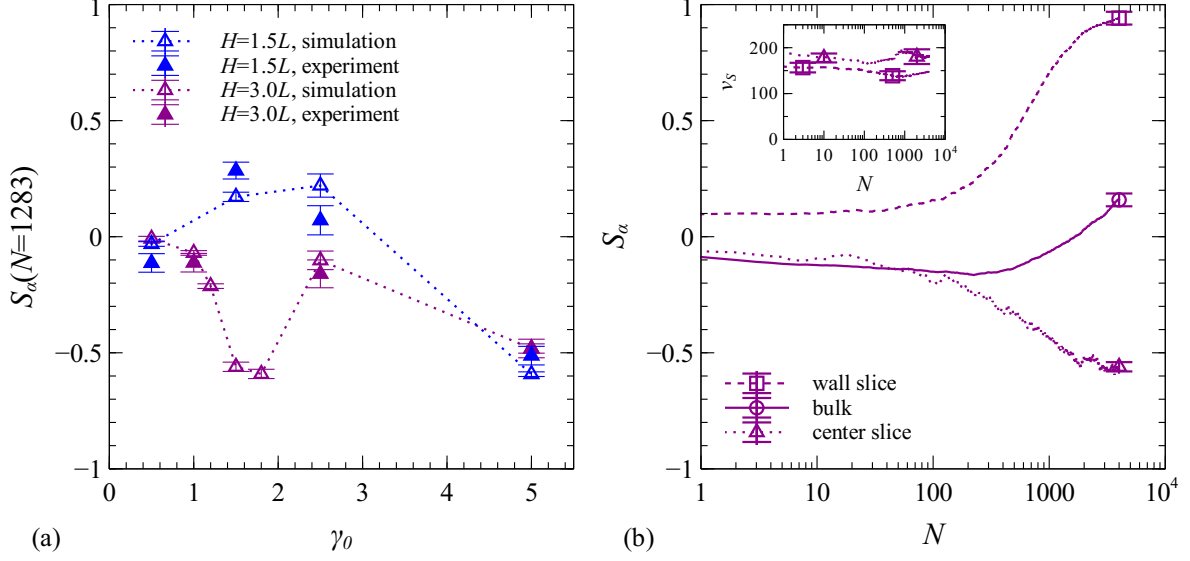 H=1.5L, simulation
H=1.5L, experiment
H=3.0L, simulation
H=3.0L, experiment
1
0.5
0
−0.5
−1
S_α(N=1283)
0 1 2 3 4 5
γ_0
(a)
1
0.5
0
−0.5
−1
S_α
200
150
100
0
v_S
1 10 100 1000 10^4
N
wall slice
bulk
center slice
1 10 100 1000 10^4
N
(b)